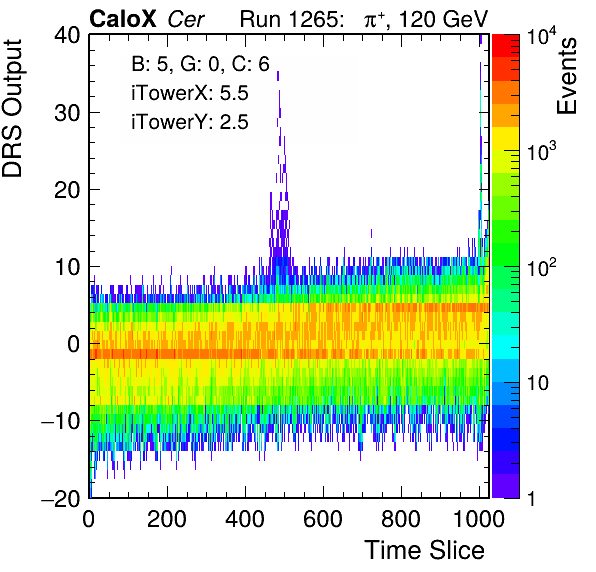 CaloX Cer Run 1265: π⁺, 120 GeV
DRS Output
Events
B: 5, G: 0, C: 6
iTowerX: 5.5
iTowerY: 2.5
40
30
20
10
0
−10
−20
0 200 400 600 800 1000
Time Slice
10⁴
10³
10²
10
1